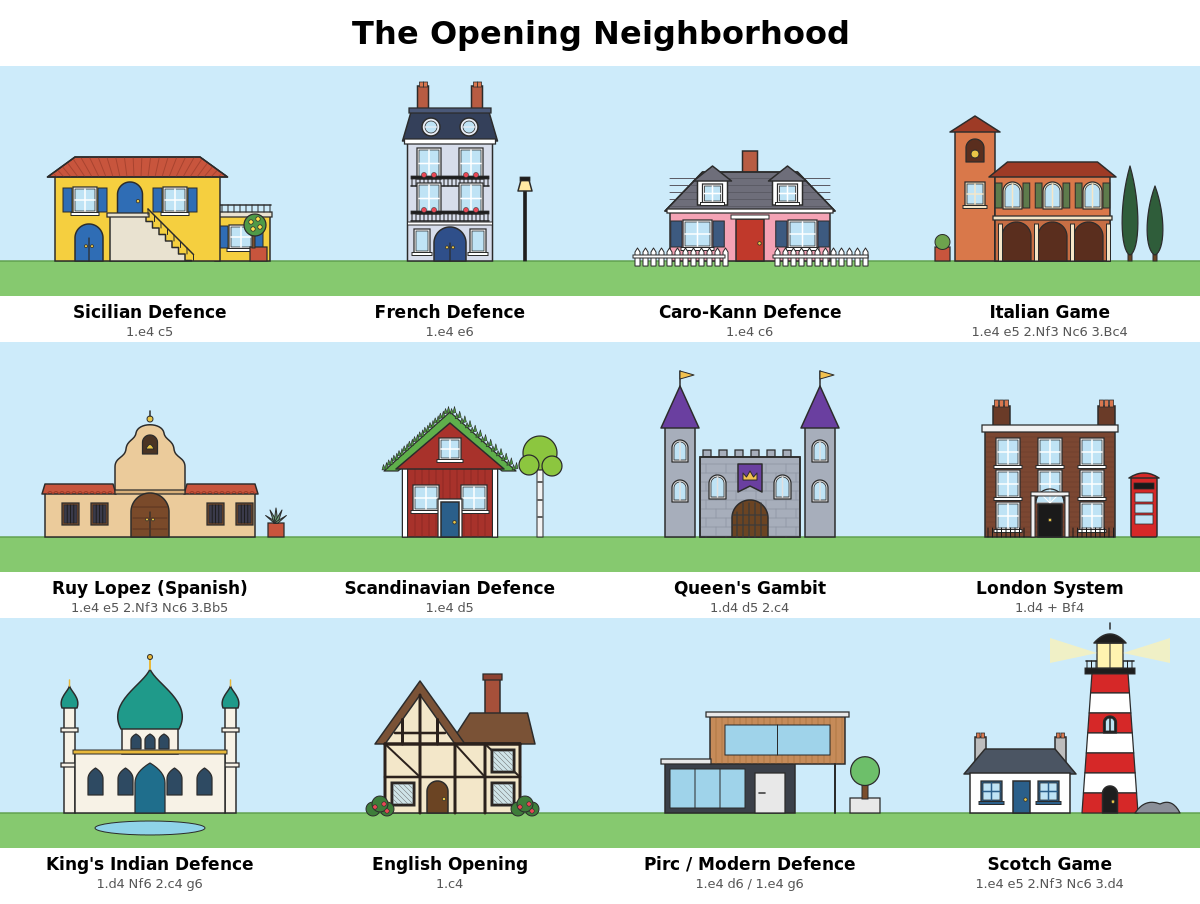 The Opening Neighborhood
Sicilian Defence
1.e4 c5
French Defence
1.e4 e6
Caro-Kann Defence
1.e4 c6
Italian Game
1.e4 e5 2.Nf3 Nc6 3.Bc4
Ruy Lopez (Spanish)
1.e4 e5 2.Nf3 Nc6 3.Bb5
Scandinavian Defence
1.e4 d5
Queen's Gambit
1.d4 d5 2.c4
London System
1.d4 + Bf4
King's Indian Defence
1.d4 Nf6 2.c4 g6
English Opening
1.c4
Pirc / Modern Defence
1.e4 d6 / 1.e4 g6
Scotch Game
1.e4 e5 2.Nf3 Nc6 3.d4